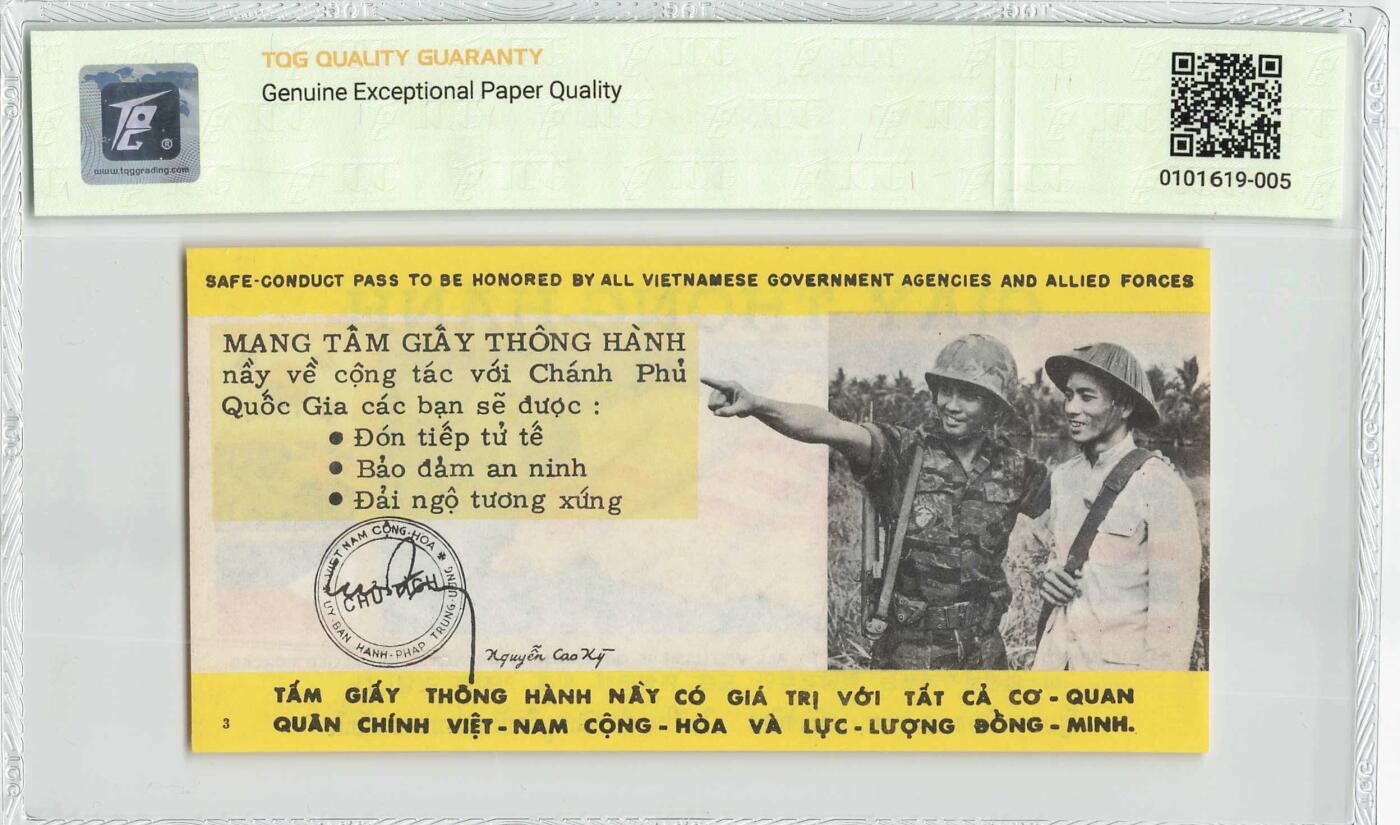 TQG QUALITY GUARANTY
Genuine Exceptional Paper Quality
®
www.tqggrading.com
0101619-005
SAFE-CONDUCT PASS TO BE HONORED BY ALL VIETNAMESE GOVERNMENT AGENCIES AND ALLIED FORCES
MANG TẤM GIẤY THÔNG HÀNH
nầy về cộng tác với Chánh Phủ
Quốc Gia các bạn sẽ được :
● Đón tiếp tử tế
● Bảo đảm an ninh
● Đải ngộ tương xứng
VIỆT NAM CỘNG-HÒA
CHỦ TỊCH
ỦY-BAN HÀNH-PHÁP TRUNG-ƯƠNG
Nguyễn Cao Kỳ
TẤM GIẤY THÔNG HÀNH NẦY CÓ GIÁ TRỊ VỚI TẤT CẢ CƠ - QUAN
3 QUÂN CHÍNH VIỆT - NAM CỘNG - HÒA VÀ LỰC - LƯỢNG ĐỒNG - MINH.